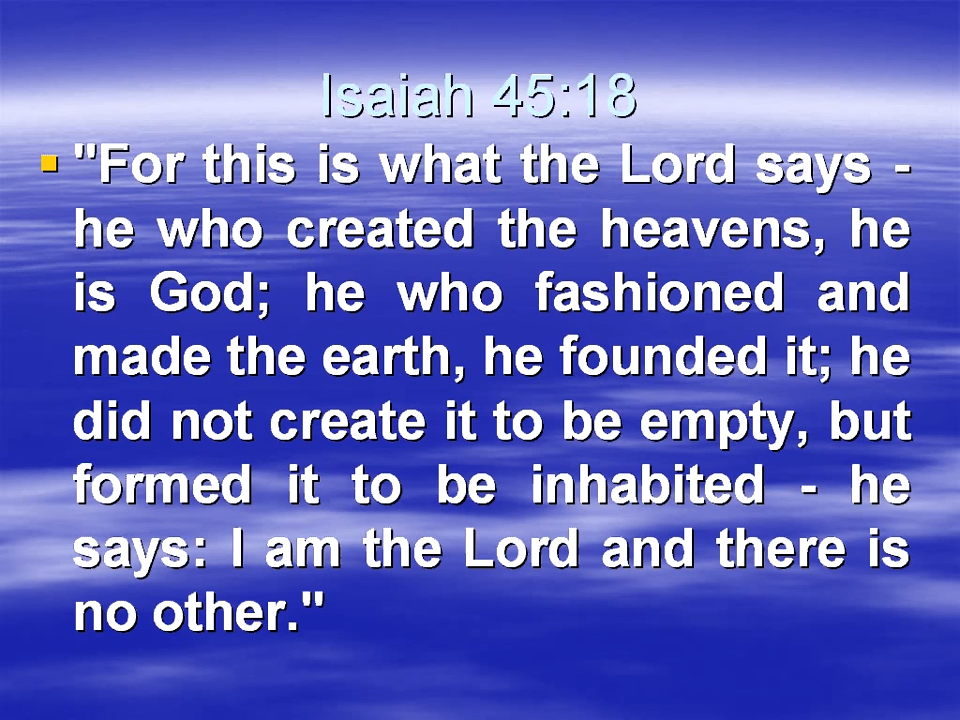 Isaiah 45:18
"For this is what the Lord says -
he who created the heavens, he
is God; he who fashioned and
made the earth, he founded it; he
did not create it to be empty, but
formed it to be inhabited - he
says: I am the Lord and there is
no other."